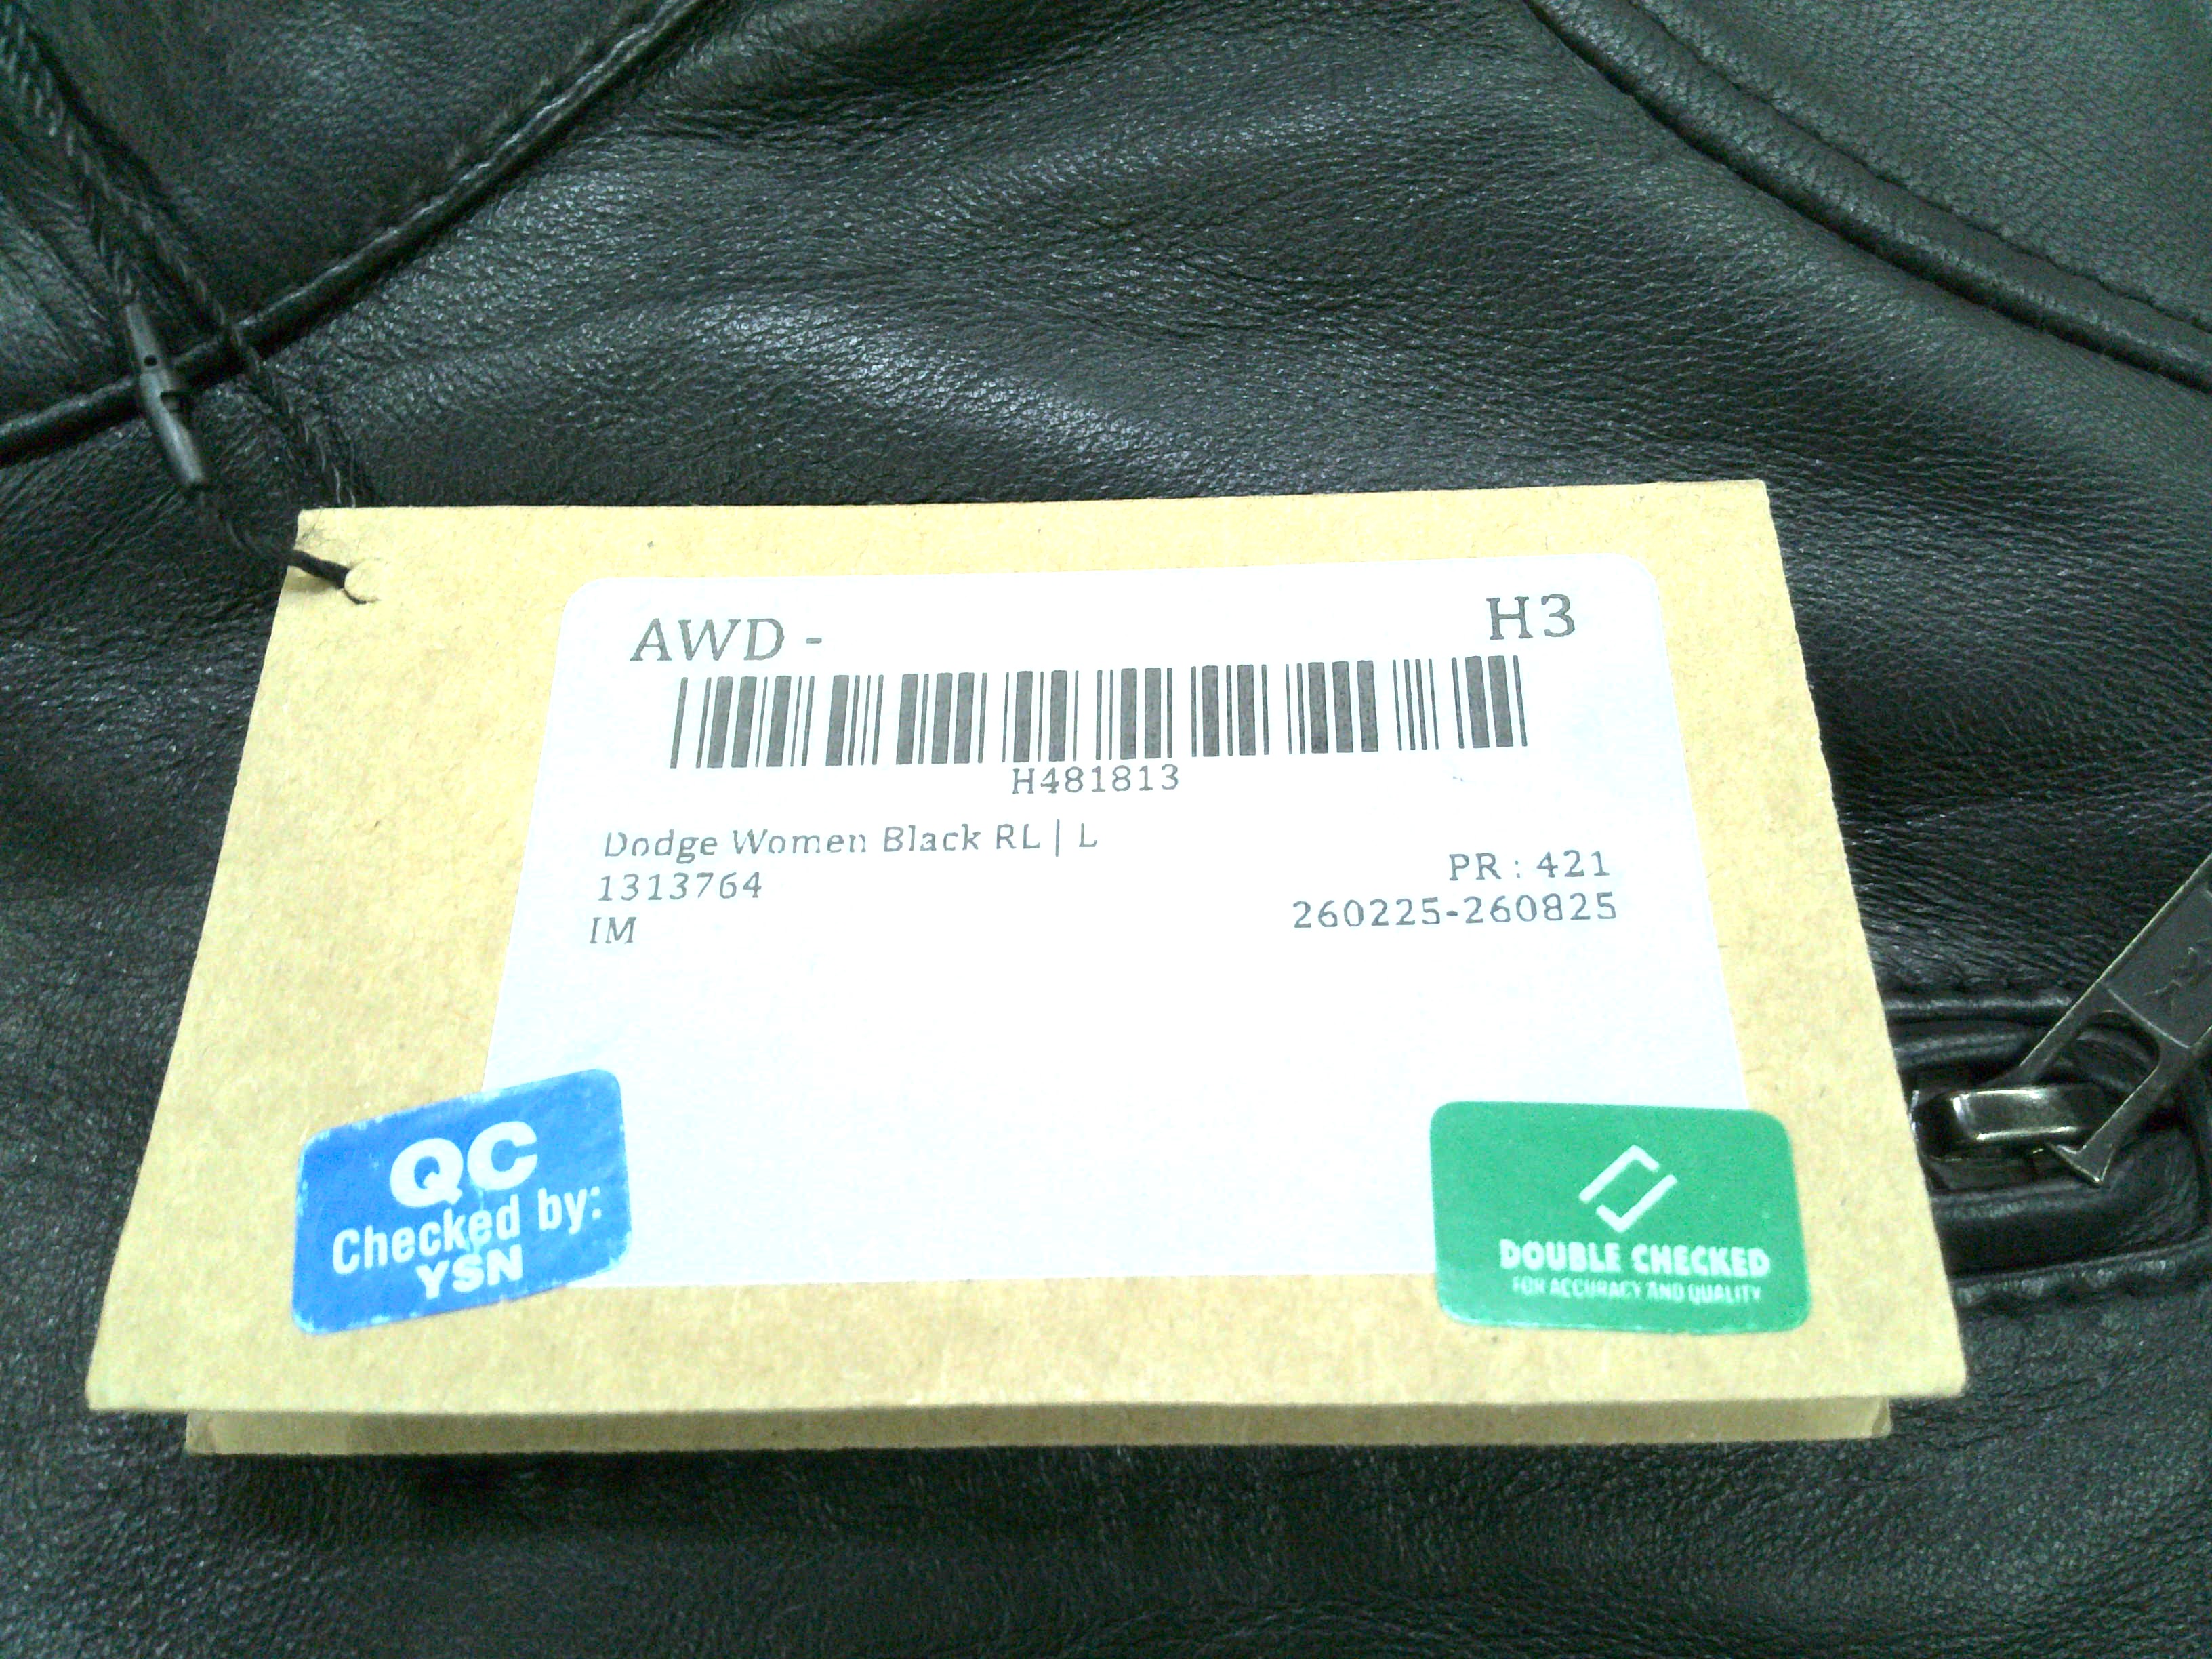 AWD - H3
H481813
Dodge Women Black RL | L
1313764
PR : 421
IM
260225-260825
QC
Checked by:
YSN
DOUBLE CHECKED
FOR ACCURACY AND QUALITY